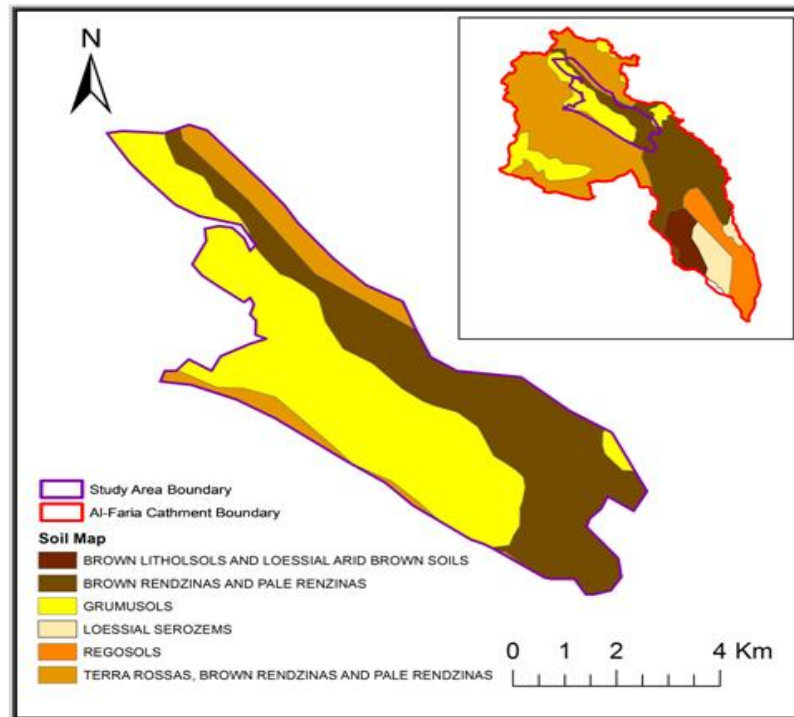 N
Study Area Boundary
Al-Faria Cathment Boundary
Soil Map
BROWN LITHOLSOLS AND LOESSIAL ARID BROWN SOILS
BROWN RENDZINAS AND PALE RENZINAS
GRUMUSOLS
LOESSIAL SEROZEMS
REGOSOLS
TERRA ROSSAS, BROWN RENDZINAS AND PALE RENDZINAS
0 1 2 4 Km